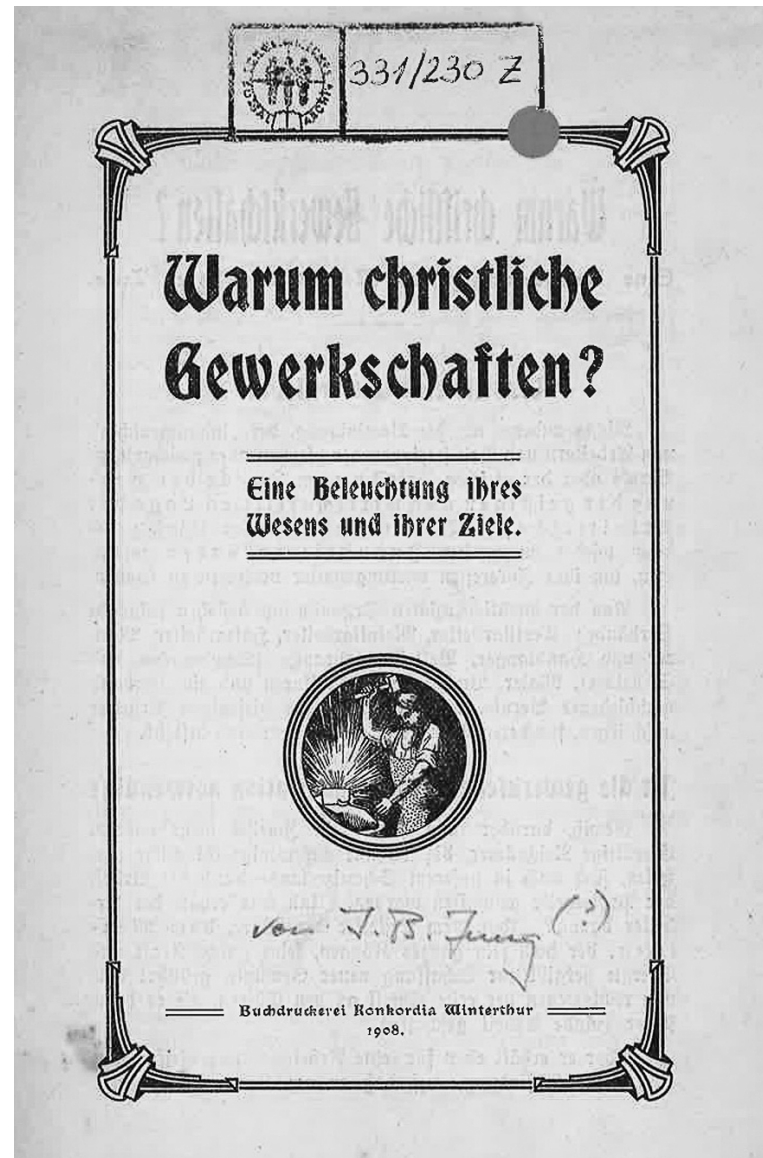 331/230 Z
Warum christliche
Gewerkschaften?
Eine Beleuchtung ihres
Wesens und ihrer Ziele.
von J. B. Jung (?)
Buchdruckerei Konkordia Winterthur
1908.